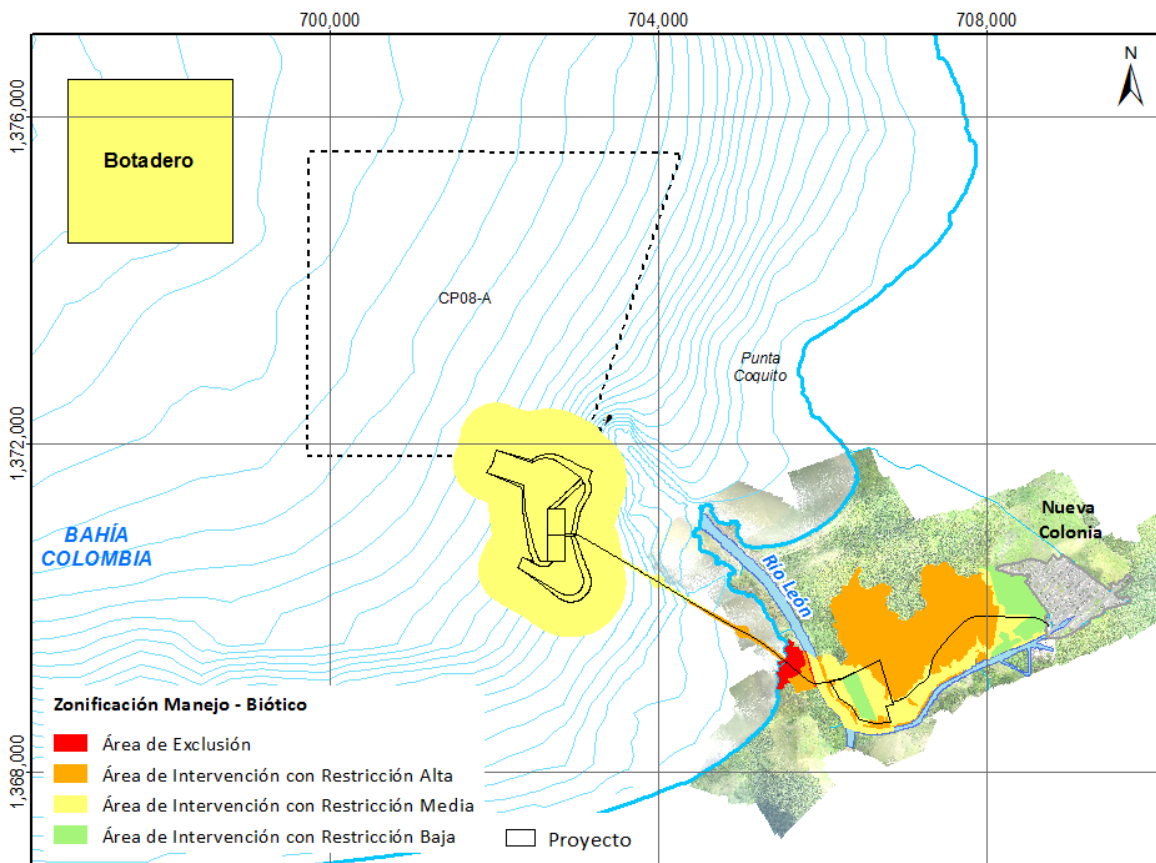 700,000
704,000
708,000
N
1,376,000
Botadero
CP08-A
Punta
Coquito
1,372,000
Nueva
Colonia
BAHÍA
COLOMBIA
Río León
Zonificación Manejo - Biótico
Área de Exclusión
Área de Intervención con Restricción Alta
1,368,000
Área de Intervención con Restricción Media
Área de Intervención con Restricción Baja
Proyecto